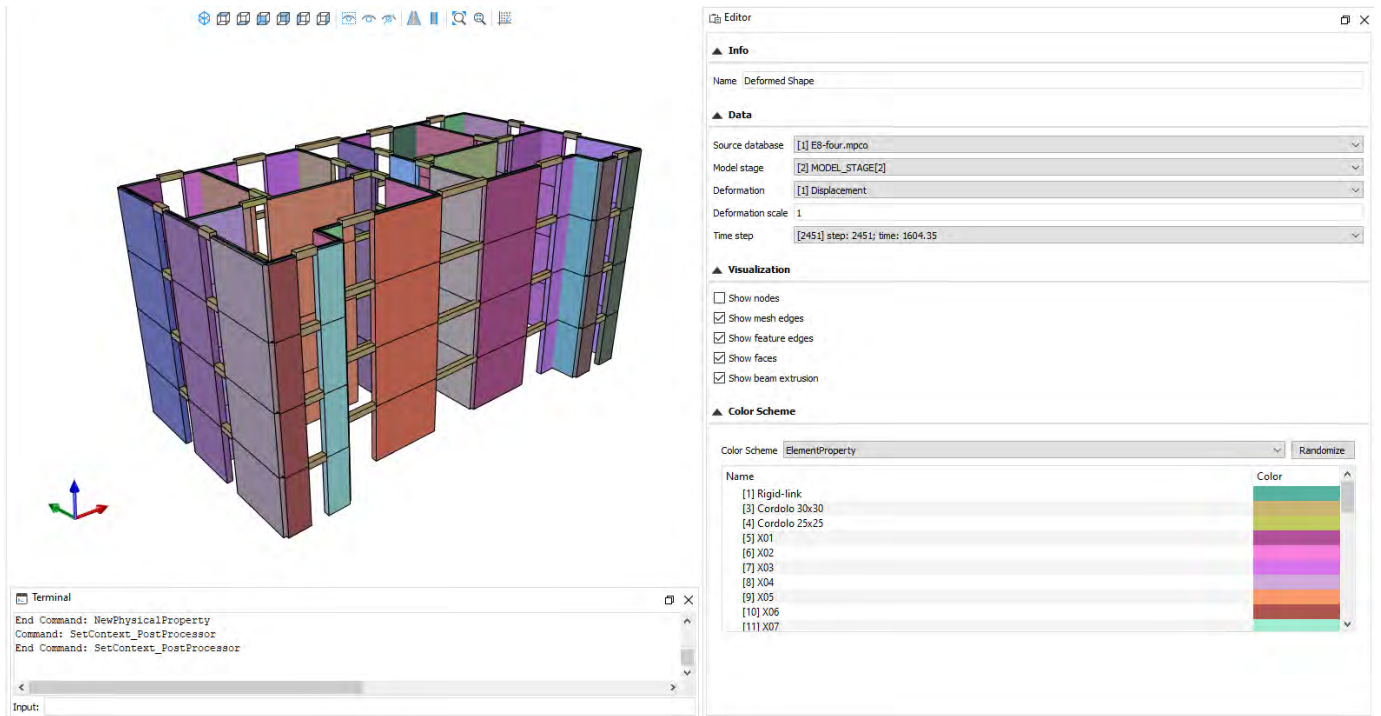 Editor
Info
Name Deformed Shape
Data
Source database [1] E8-four.mpco
Model stage [2] MODEL_STAGE[2]
Deformation [1] Displacement
Deformation scale 1
Time step [2451] step: 2451; time: 1604.35
Visualization
Show nodes
Show mesh edges
Show feature edges
Show faces
Show beam extrusion
Color Scheme
Color Scheme ElementProperty Randomize
Name Color
[1] Rigid-link
[3] Cordolo 30x30
[4] Cordolo 25x25
[5] X01
[6] X02
[7] X03
[8] X04
[9] X05
[10] X06
[11] X07
Terminal
End Command: NewPhysicalProperty
Command: SetContext_PostProcessor
End Command: SetContext_PostProcessor
Input: